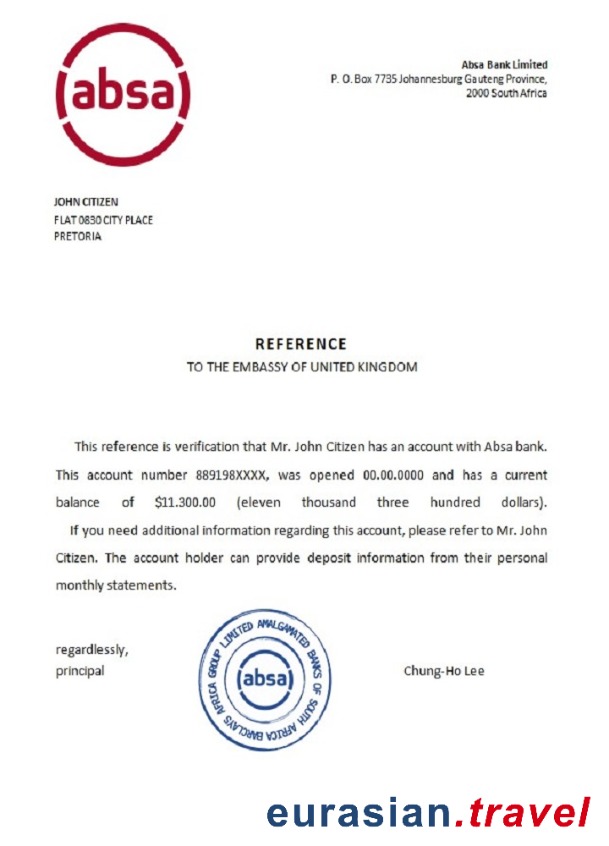 absa
Absa Bank Limited
P. O. Box 7735 Johannesburg Gauteng Province,
2000 South Africa
JOHN CITIZEN
FLAT 0830 CITY PLACE
PRETORIA
REFERENCE
TO THE EMBASSY OF UNITED KINGDOM
This reference is verification that Mr. John Citizen has an account with Absa bank.
This account number 889198XXXX, was opened 00.00.0000 and has a current
balance of $11.300.00 (eleven thousand three hundred dollars).
If you need additional information regarding this account, please refer to Mr. John
Citizen. The account holder can provide deposit information from their personal
monthly statements.
regardlessly,
principal
AMALGAMATED BANKS OF SOUTH AFRICA BARCLAYS AFRICA GROUP LIMITED
absa
Chung-Ho Lee
eurasian.travel